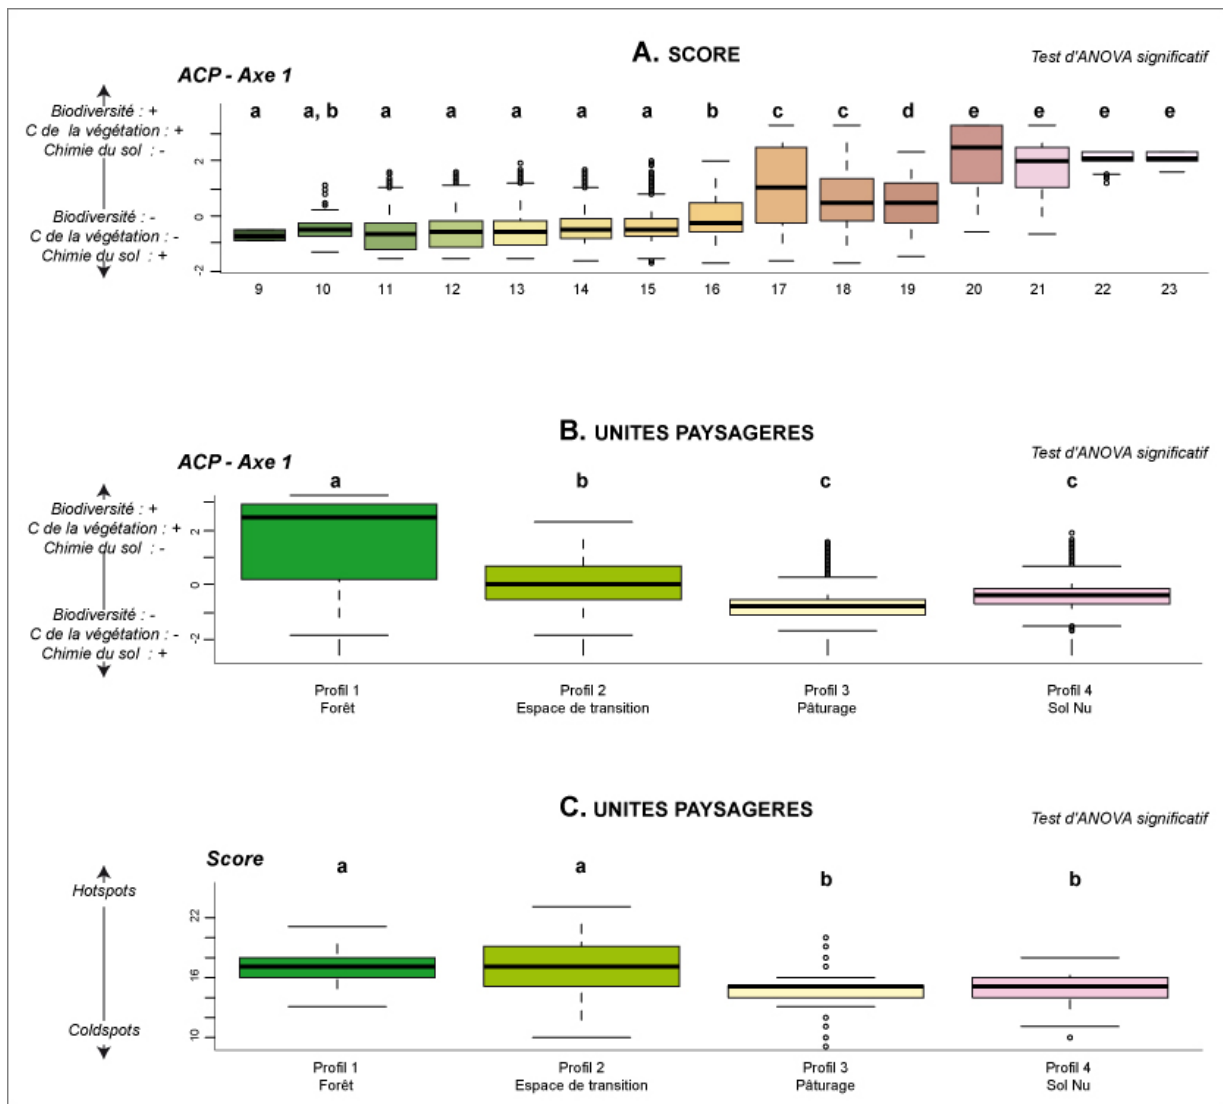 A. SCORE
Test d'ANOVA significatif
ACP - Axe 1
Biodiversité : +
C de la végétation : +
Chimie du sol : -
Biodiversité : -
C de la végétation : -
Chimie du sol : +
a a, b a a a a a b c c d e e e e
2
0
-2
9 10 11 12 13 14 15 16 17 18 19 20 21 22 23
B. UNITES PAYSAGERES
Test d'ANOVA significatif
ACP - Axe 1
a b c c
Biodiversité : +
C de la végétation : +
Chimie du sol : -
Biodiversité : -
C de la végétation : -
Chimie du sol : +
2
0
-2
Profil 1 Profil 2 Profil 3 Profil 4
Forêt Espace de transition Pâturage Sol Nu
C. UNITES PAYSAGERES
Test d'ANOVA significatif
Score
a a b b
Hotspots
Coldspots
22
16
10
Profil 1 Profil 2 Profil 3 Profil 4
Forêt Espace de transition Pâturage Sol Nu